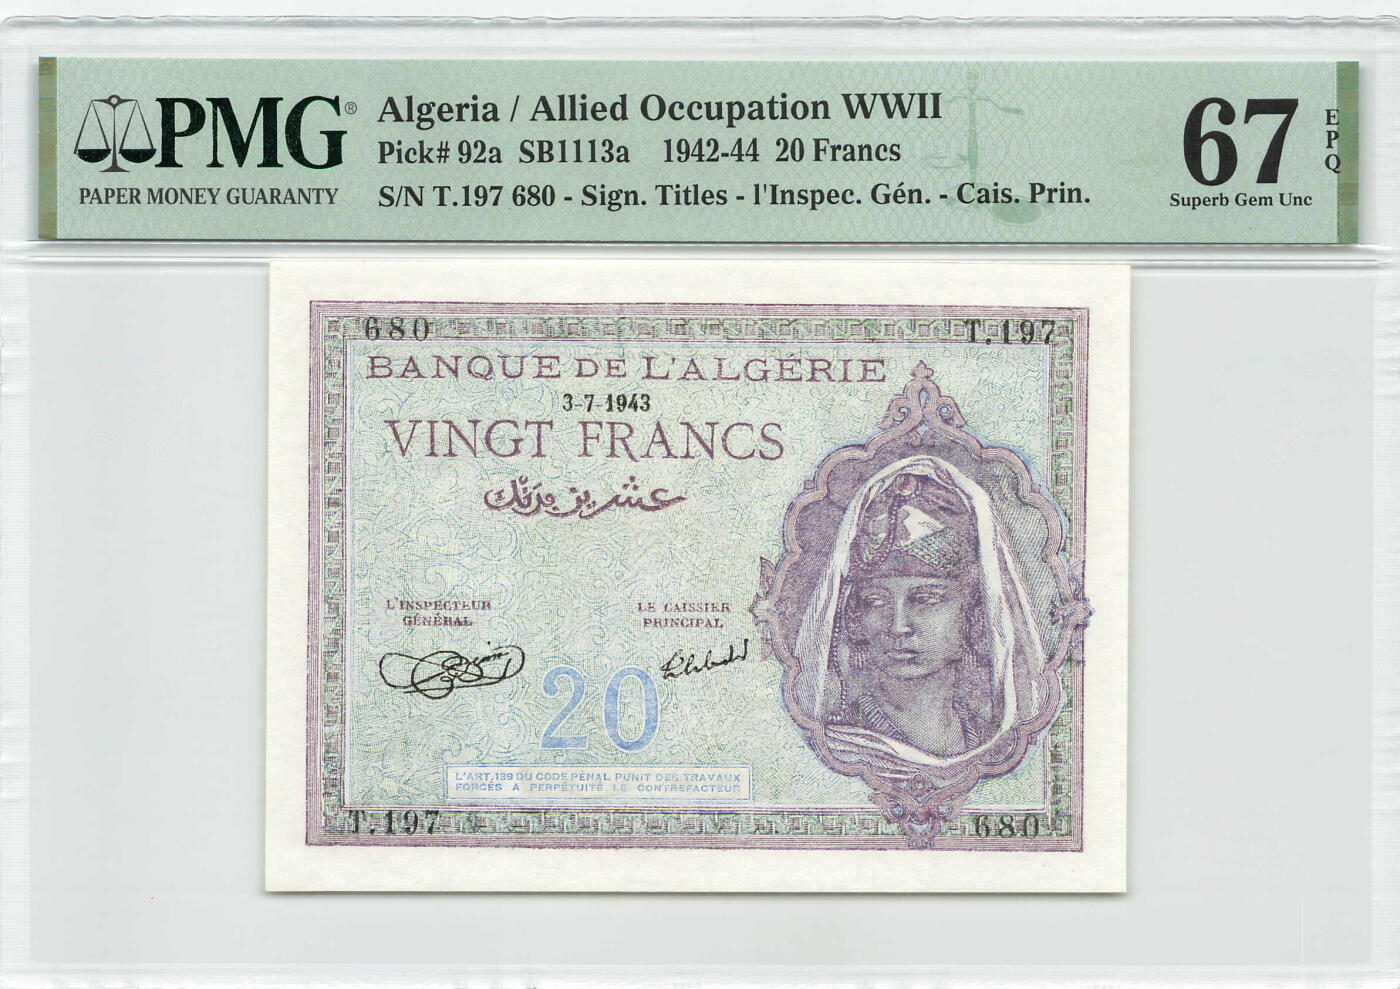 PMG®
PAPER MONEY GUARANTY
Algeria / Allied Occupation WWII
Pick# 92a SB1113a 1942-44 20 Francs
S/N T.197 680 - Sign. Titles - l'Inspec. Gén. - Cais. Prin.
67
EPQ
Superb Gem Unc
680 T.197
BANQUE DE L'ALGÉRIE
3-7-1943
VINGT FRANCS
عشرين فرنك
L'INSPECTEUR
GÉNÉRAL
LE CAISSIER
PRINCIPAL
20
L'ART.139 DU CODE PÉNAL PUNIT DES TRAVAUX
FORCÉS À PERPÉTUITÉ LE CONTREFACTEUR
T.197 680